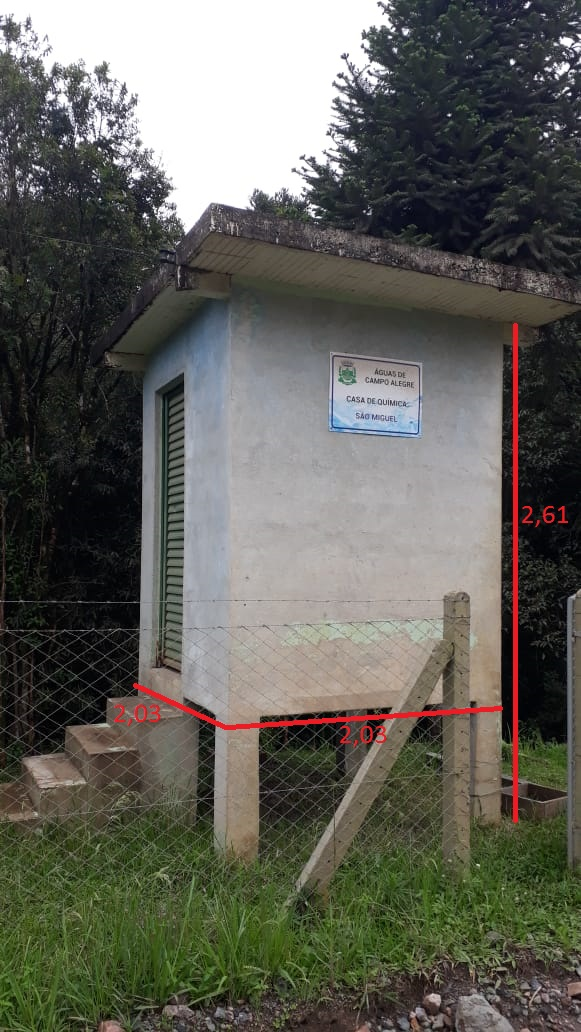 ÁGUAS DE
CAMPO ALEGRE
CASA DE QUÍMICA
SÃO MIGUEL
2,61
2,03
2,03